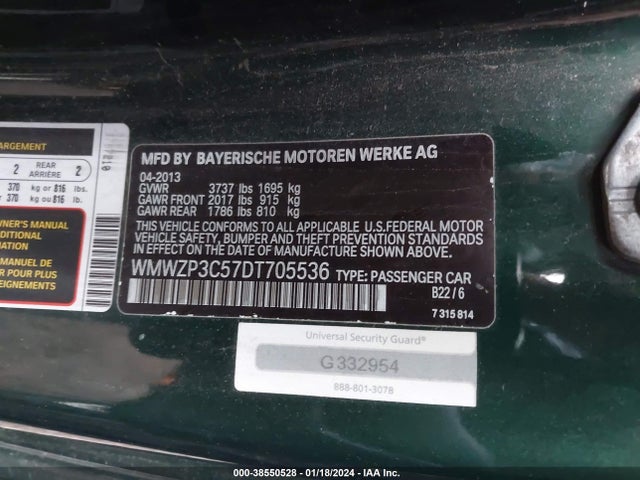 ARGEMENT
2 REAR ARRIÈRE 2
370 kg or 816 lbs.
370 kg ou 816 lb.
WNER'S MANUAL
DITIONAL
MATION
MANUEL DE
POUR PLUS
SEIGNEMENTS
MFD BY BAYERISCHE MOTOREN WERKE AG
04-2013
GVWR 3737 lbs 1695 kg
GAWR FRONT 2017 lbs 915 kg
GAWR REAR 1786 lbs 810 kg
THIS VEHICLE CONFORMS TO ALL APPLICABLE U.S.FEDERAL MOTOR
VEHICLE SAFETY, BUMPER AND THEFT PREVENTION STANDARDS
IN EFFECT ON THE DATE OF MANUFACTURE SHOWN ABOVE.
WMWZP3C57DT705536 TYPE: PASSENGER CAR
B22/6
7 315 814
Universal Security Guard®
G332954
888-801-3078
000-38550528 - 01/18/2024 - IAA Inc.